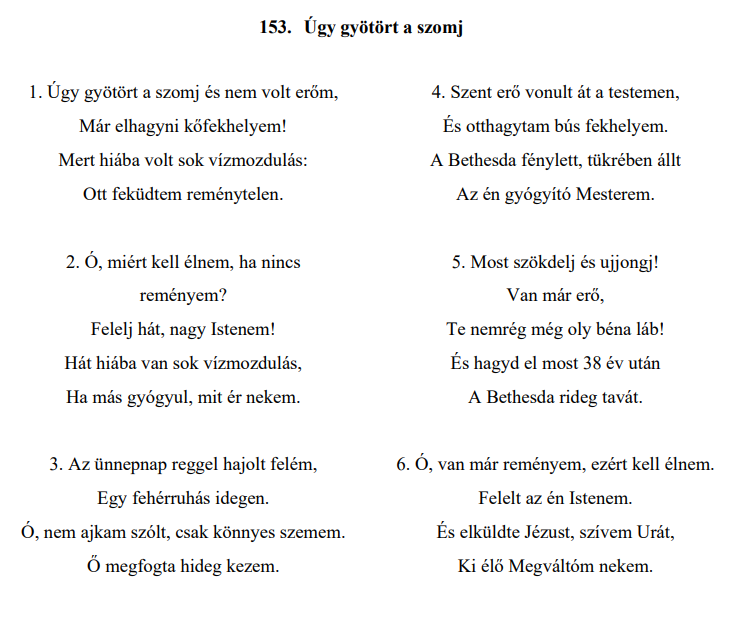 153. Úgy gyötört a szomj
1. Úgy gyötört a szomj és nem volt erőm,
Már elhagyni kőfekhelyem!
Mert hiába volt sok vízmozdulás:
Ott feküdtem reménytelen.
2. Ó, miért kell élnem, ha nincs
reményem?
Felelj hát, nagy Istenem!
Hát hiába van sok vízmozdulás,
Ha más gyógyul, mit ér nekem.
3. Az ünnepnap reggel hajolt felém,
Egy fehérruhás idegen.
Ó, nem ajkam szólt, csak könnyes szemem.
Ő megfogta hideg kezem.
4. Szent erő vonult át a testemen,
És otthagytam bús fekhelyem.
A Bethesda fénylett, tükrében állt
Az én gyógyító Mesterem.
5. Most szökdelj és ujjongj!
Van már erő,
Te nemrég még oly béna láb!
És hagyd el most 38 év után
A Bethesda rideg tavát.
6. Ó, van már reményem, ezért kell élnem.
Felelt az én Istenem.
És elküldte Jézust, szívem Urát,
Ki élő Megváltóm nekem.